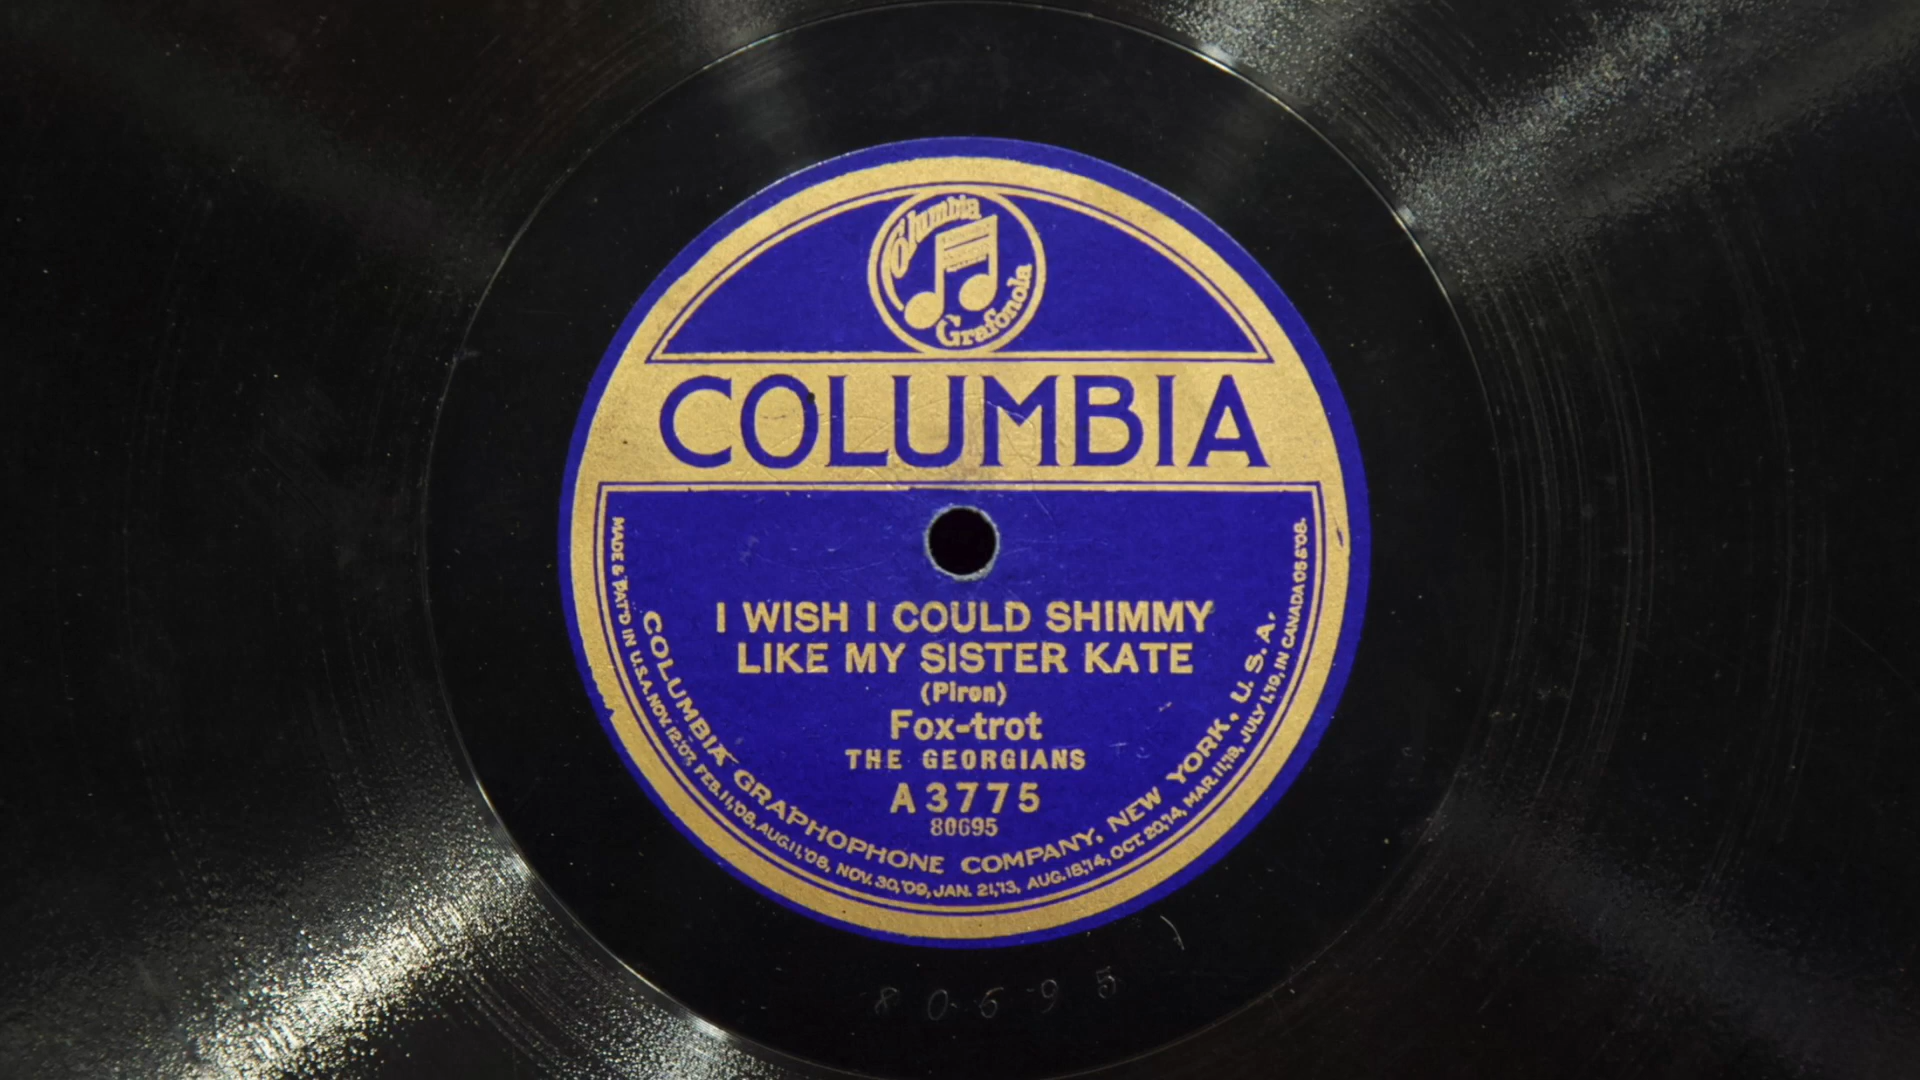 Columbia
Grafonola
COLUMBIA
I WISH I COULD SHIMMY
LIKE MY SISTER KATE
(Piron)
Fox-trot
THE GEORGIANS
A3775
80695
COLUMBIA GRAPHOPHONE COMPANY, NEW YORK, U.S.A.
MADE & PAT'D IN U.S.A. NOV. 12,'07, FEB. 11,'08, AUG. 11,'08, NOV. 30,'09, JAN. 21,'13, AUG. 18,'14, OCT. 20,'14, MAR. 11,'19, JULY 1,'19, IN CANADA 05 & '08.
80695